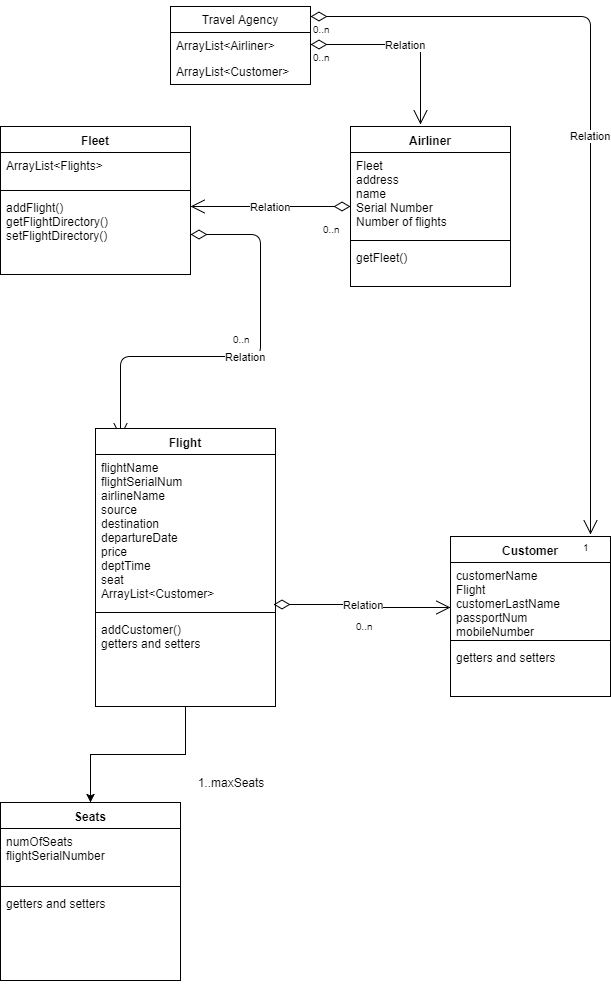 Travel Agency
0..n
ArrayList<Airliner>
Relation
0..n
ArrayList<Customer>
Relation
Fleet
ArrayList<Flights>
addFlight()
getFlightDirectory()
setFlightDirectory()
Relation
Airliner
Fleet
address
name
Serial Number
Number of flights
0..n
getFleet()
0..n
Relation
Flight
flightName
flightSerialNum
airlineName
source
destination
departureDate
price
deptTime
seat
ArrayList<Customer>
addCustomer()
getters and setters
Relation
0..n
Customer
1
customerName
Flight
customerLastName
passportNum
mobileNumber
getters and setters
1..maxSeats
Seats
numOfSeats
flightSerialNumber
getters and setters